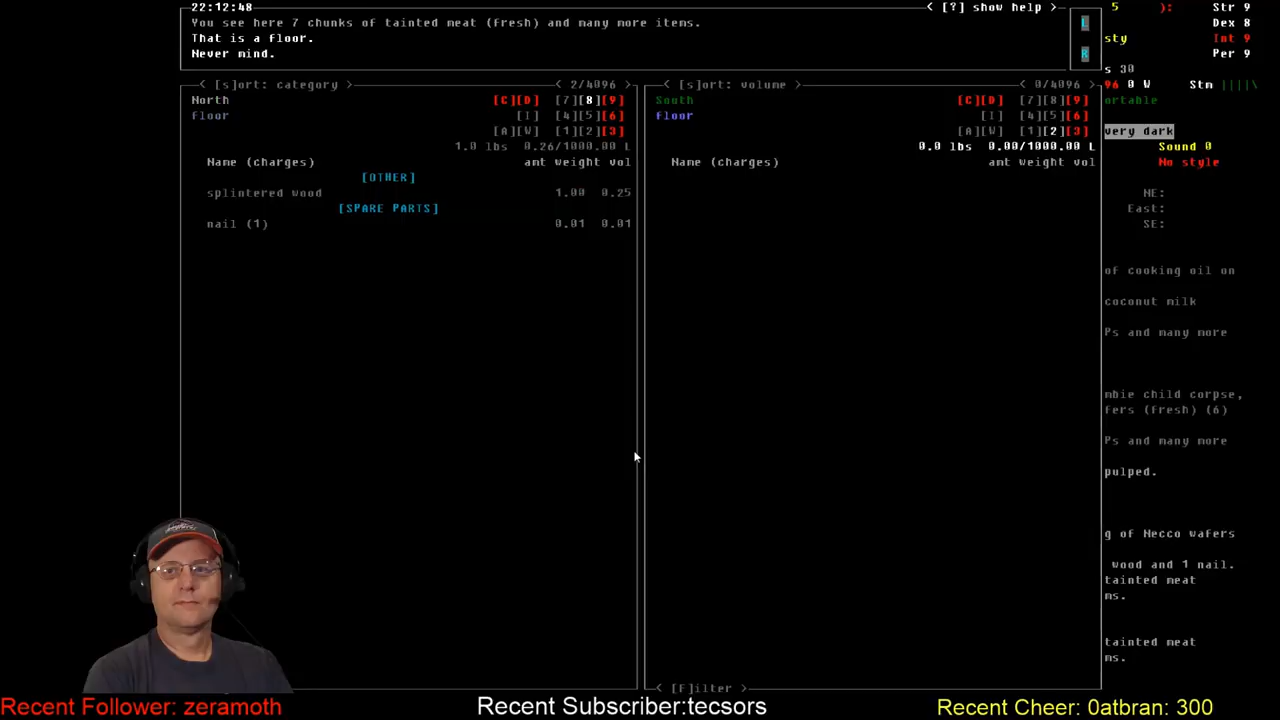 22:12:48
< [?] show help >
You see here 7 chunks of tainted meat (fresh) and many more items.
That is a floor.
Never mind.
L
R
5 ): Str 9
Dex 8
sty Int 9
Per 9
s 30
96 0 W Stm ||||\
ortable
very dark
Sound 0
No style
NE:
East:
SE:
of cooking oil on
coconut milk
Ps and many more
mbie child corpse,
fers (fresh) (6)
Ps and many more
pulped.
g of Necco wafers
wood and 1 nail.
tainted meat
ms.
tainted meat
ms.
< [s]ort: category > < 2/4096 >
North [C][D] [7][8][9]
floor [I] [4][5][6]
[A][W] [1][2][3]
1.0 lbs 0.26/1000.00 L
Name (charges) amt weight vol
[OTHER]
splintered wood 1.00 0.25
[SPARE PARTS]
nail (1) 0.01 0.01
< [s]ort: volume > < 0/4096 >
South [C][D] [7][8][9]
floor [I] [4][5][6]
[A][W] [1][2][3]
0.0 lbs 0.00/1000.00 L
Name (charges) amt weight vol
< [F]ilter >
Recent Follower: zeramoth
Recent Subscriber:tecsors
Recent Cheer: 0atbran: 300